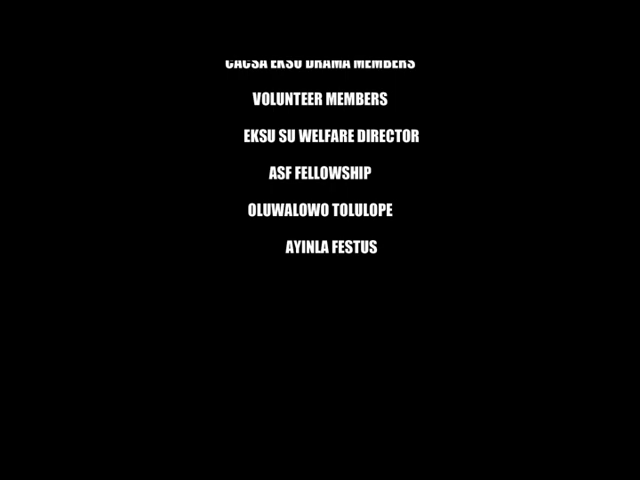 CACSA EKSU DRAMA MEMBERS
VOLUNTEER MEMBERS
EKSU SU WELFARE DIRECTOR
ASF FELLOWSHIP
OLUWALOWO TOLULOPE
AYINLA FESTUS